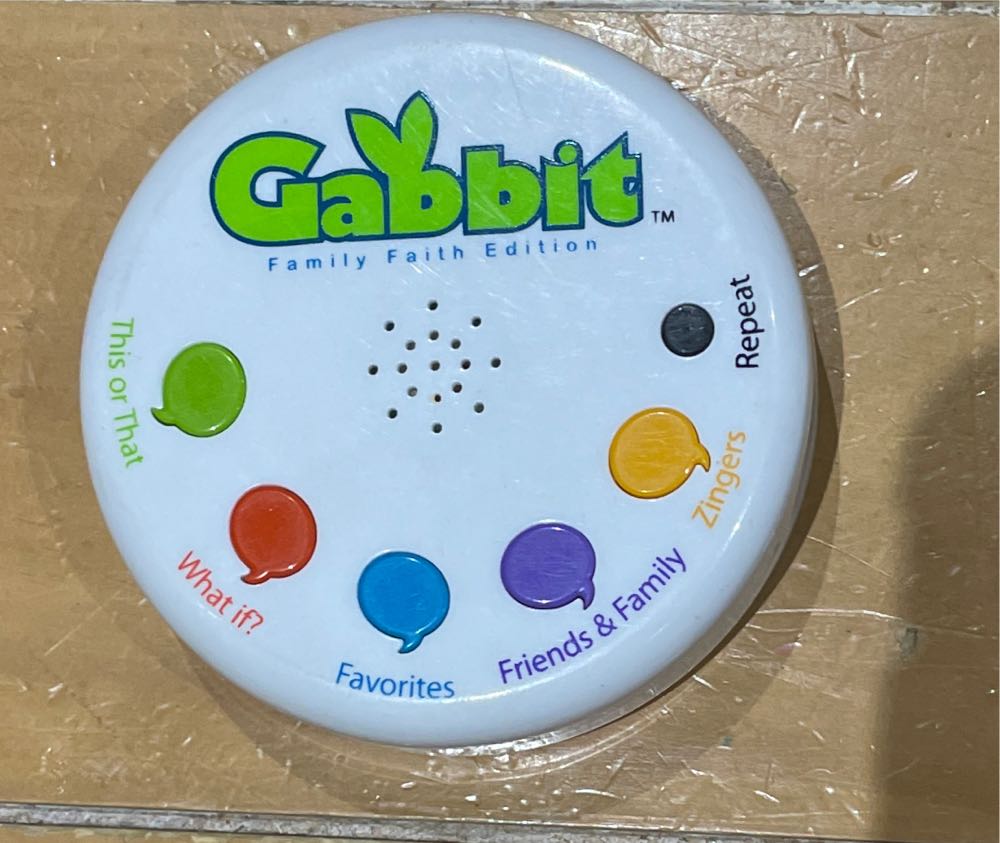 Gabbit™
Family Faith Edition
This or That
What if?
Favorites
Friends & Family
Zingers
Repeat